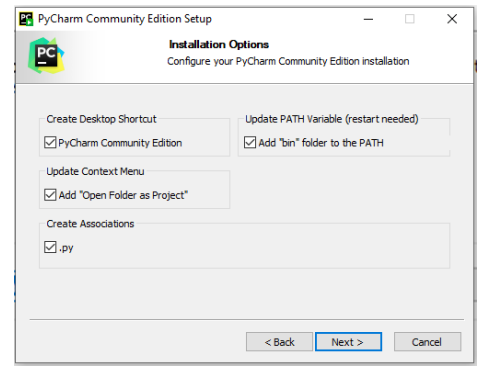 PC PyCharm Community Edition Setup
PC
Installation Options
Configure your PyCharm Community Edition installation
Create Desktop Shortcut
PyCharm Community Edition
Update PATH Variable (restart needed)
Add "bin" folder to the PATH
Update Context Menu
Add "Open Folder as Project"
Create Associations
.py
< Back
Next >
Cancel